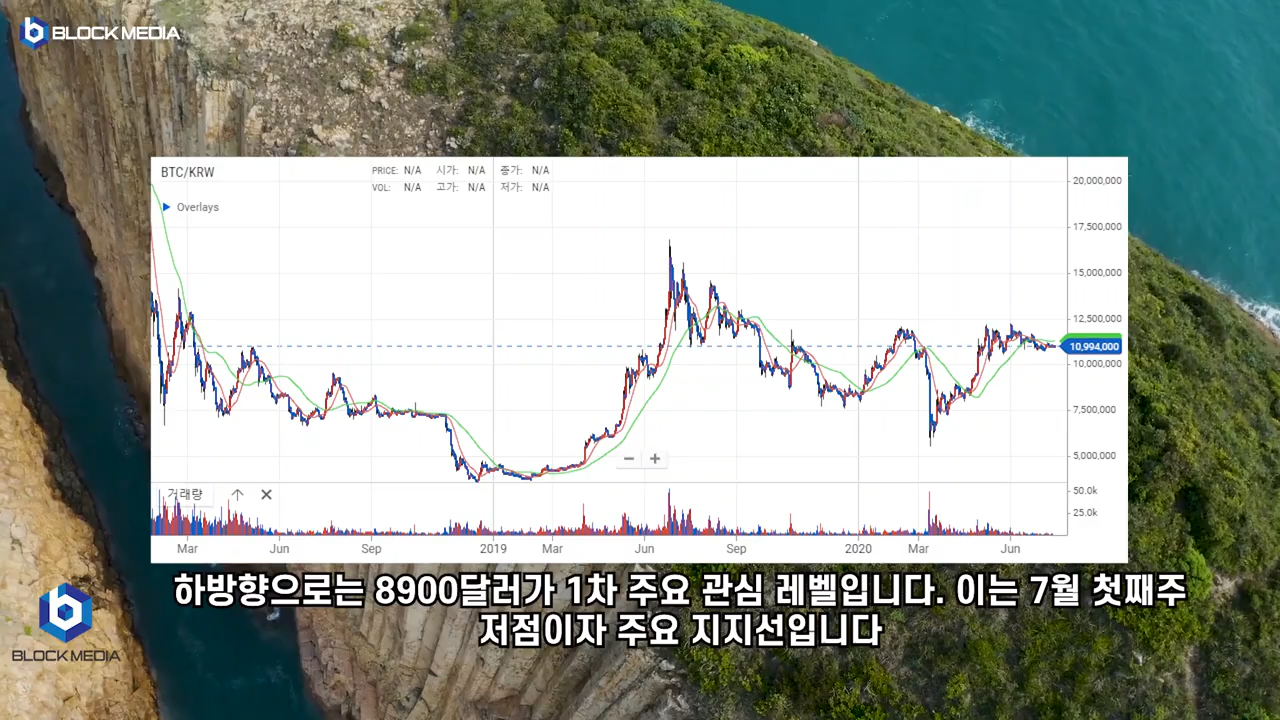 BLOCK MEDIA
BTC/KRW
PRICE: N/A 시가: N/A 종가: N/A
VOL: N/A 고가: N/A 저가: N/A
Overlays
20,000,000
17,500,000
15,000,000
12,500,000
10,994,000
10,000,000
7,500,000
5,000,000
거래량
50.0k
25.0k
Mar Jun Sep 2019 Mar Jun Sep 2020 Mar Jun
하방향으로는 8900달러가 1차 주요 관심 레벨입니다. 이는 7월 첫째주
저점이자 주요 지지선입니다
BLOCK MEDIA